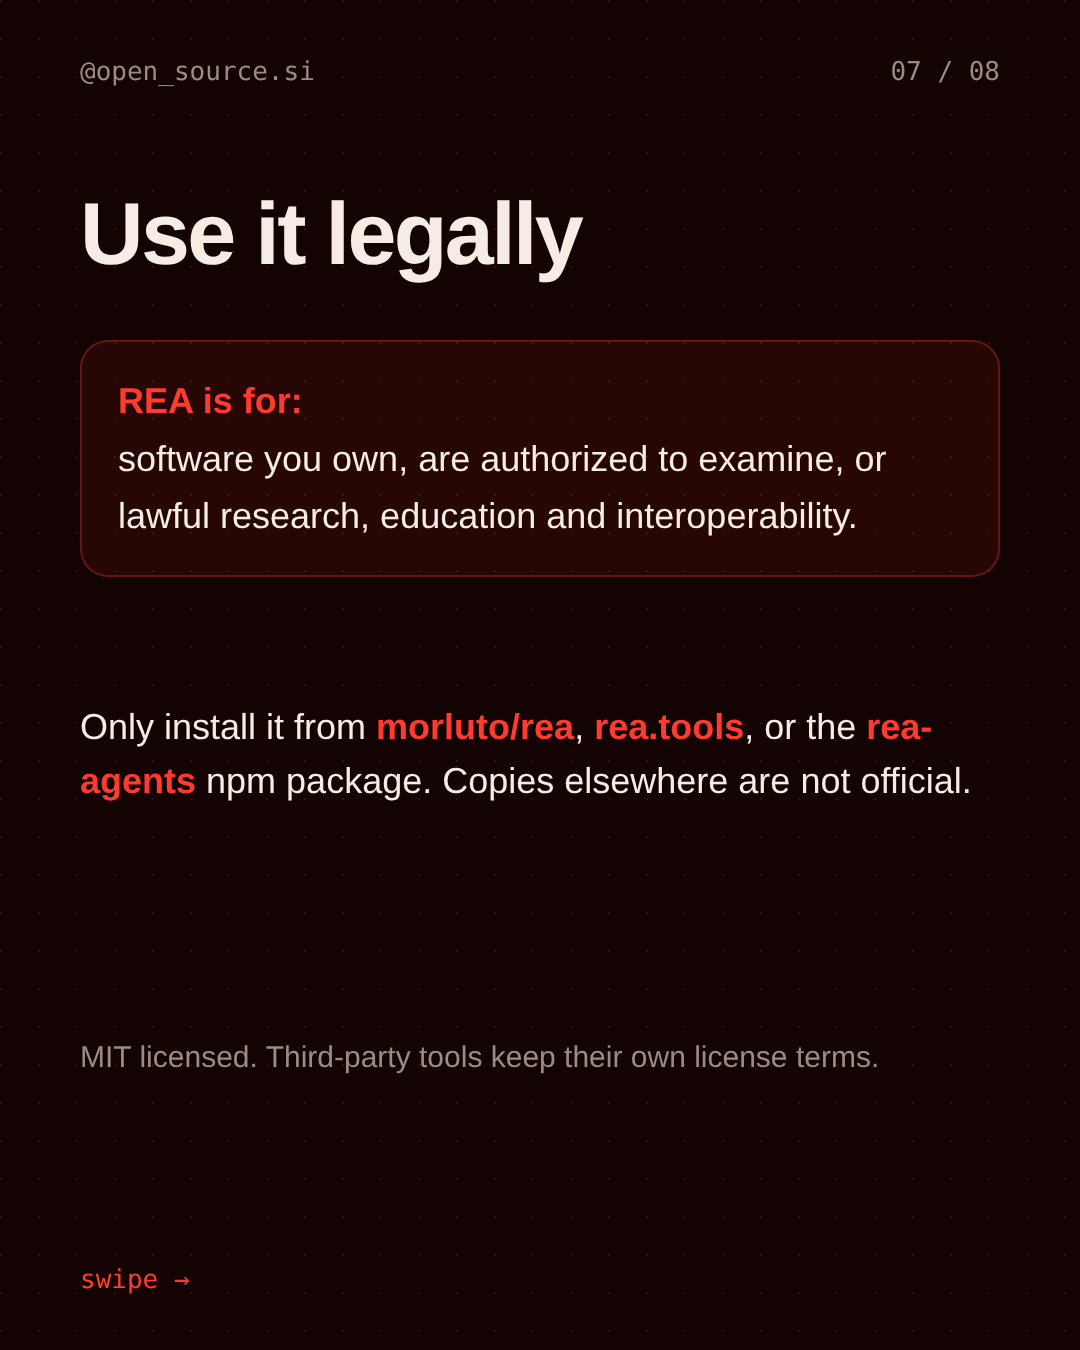 @open_source.si
07 / 08
Use it legally
REA is for:
software you own, are authorized to examine, or
lawful research, education and interoperability.
Only install it from morluto/rea, rea.tools, or the rea-
agents npm package. Copies elsewhere are not official.
MIT licensed. Third-party tools keep their own license terms.
swipe →